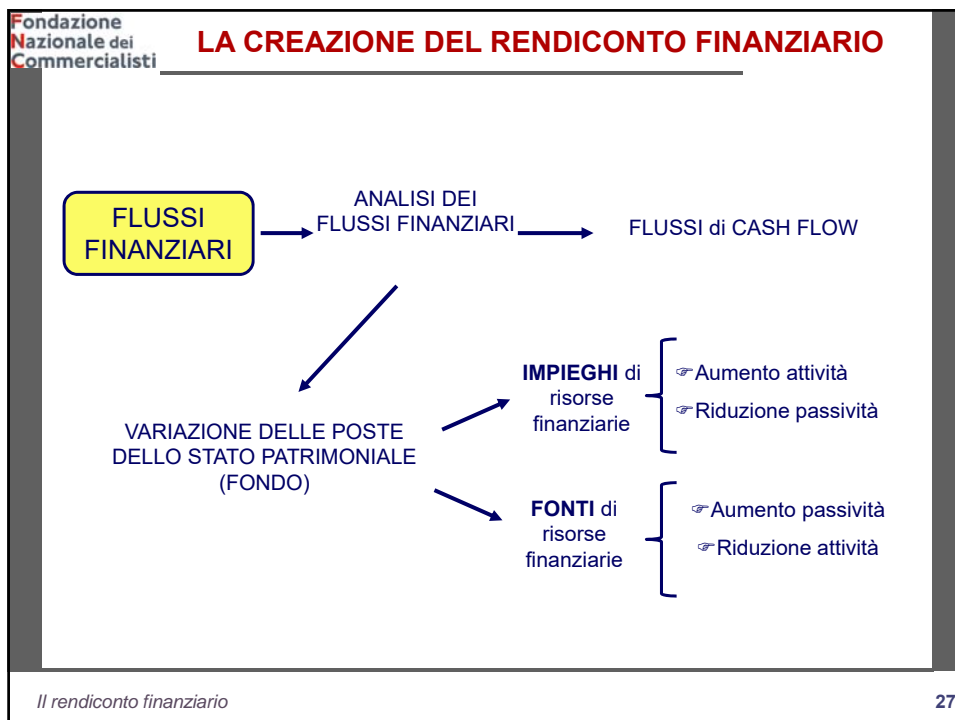 Fondazione
Nazionale dei
Commercialisti
LA CREAZIONE DEL RENDICONTO FINANZIARIO
FLUSSI
FINANZIARI
ANALISI DEI
FLUSSI FINANZIARI
FLUSSI di CASH FLOW
VARIAZIONE DELLE POSTE
DELLO STATO PATRIMONIALE
(FONDO)
IMPIEGHI di
risorse
finanziarie
☞Aumento attività
☞Riduzione passività
FONTI di
risorse
finanziarie
☞Aumento passività
☞Riduzione attività
Il rendiconto finanziario
27